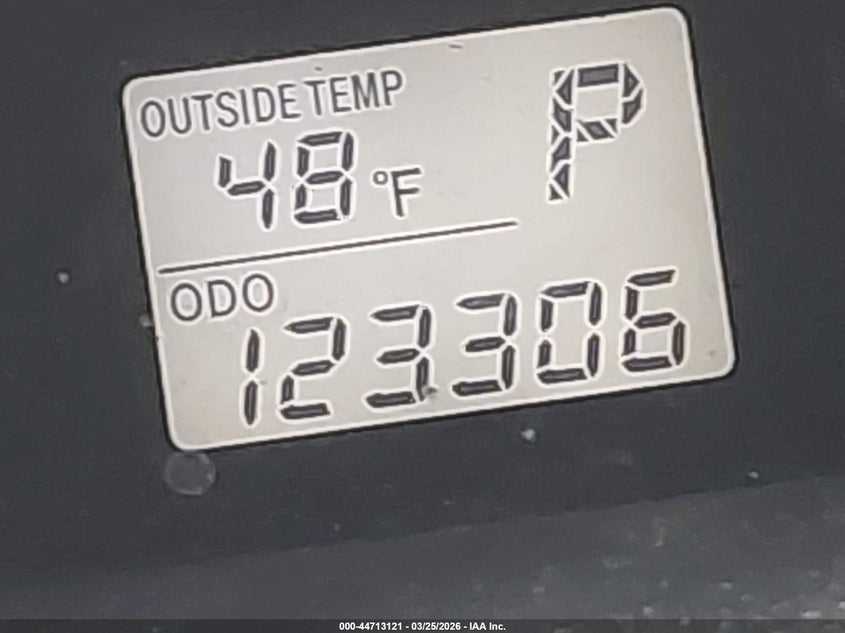 OUTSIDE TEMP
48°F
P
ODO
123306
000-44713121 - 03/25/2026 - IAA Inc.